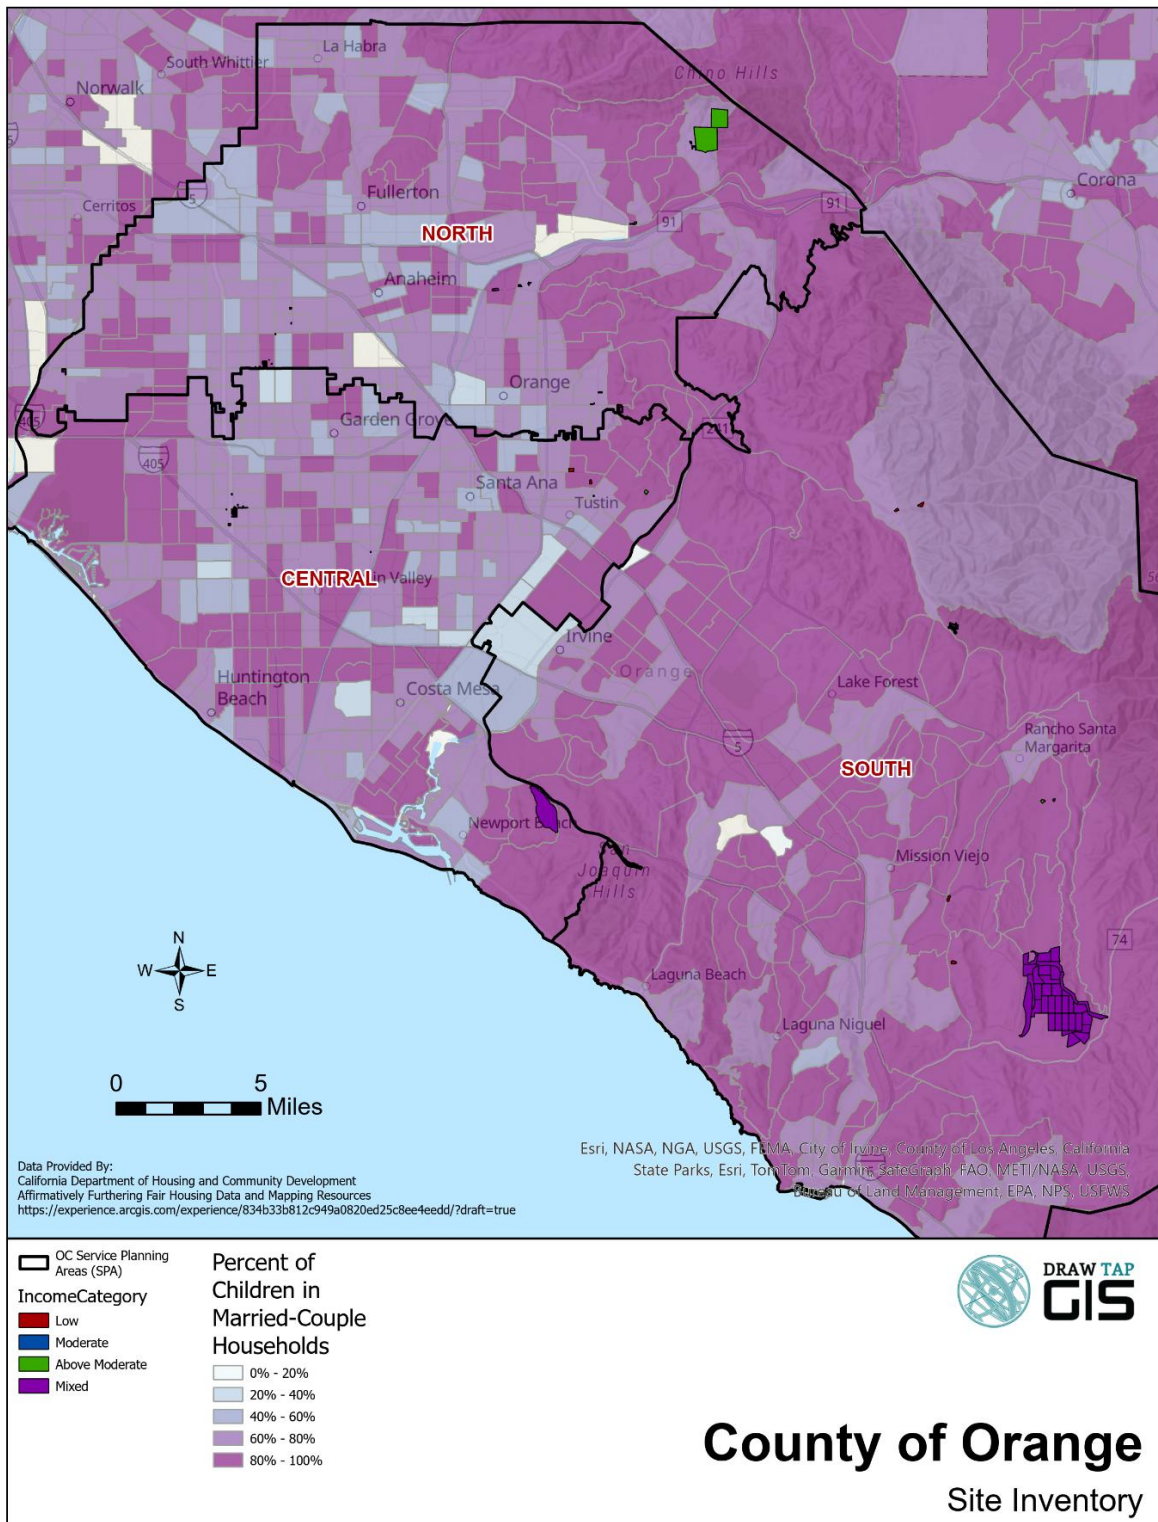 La Habra
South Whittier
Chino Hills
Norwalk
5
Corona
Cerritos
5
Fullerton
91
91
NORTH
Anaheim
Orange
405
Garden Grove
241
405
Santa Ana
Tustin
CENTRAL
in Valley
Irvine
Orange
Huntington
Beach
Costa Mesa
Lake Forest
5
Rancho Santa
Margarita
SOUTH
Newport Beach
San
Joaquin
Hills
Mission Viejo
74
N
W
E
S
Laguna Beach
Laguna Niguel
0
5
Miles
Esri, NASA, NGA, USGS, FEMA, City of Irvine, County of Los Angeles, California
State Parks, Esri, TomTom, Garmin, SafeGraph, FAO, METI/NASA, USGS,
Bureau of Land Management, EPA, NPS, USFWS
Data Provided By:
California Department of Housing and Community Development
Affirmatively Furthering Fair Housing Data and Mapping Resources
https://experience.arcgis.com/experience/834b33b812c949a0820ed25c8ee4eedd/?draft=true
OC Service Planning
Areas (SPA)
IncomeCategory
Low
Moderate
Above Moderate
Mixed
Percent of
Children in
Married-Couple
Households
0% - 20%
20% - 40%
40% - 60%
60% - 80%
80% - 100%
DRAW TAP
GIS
County of Orange
Site Inventory